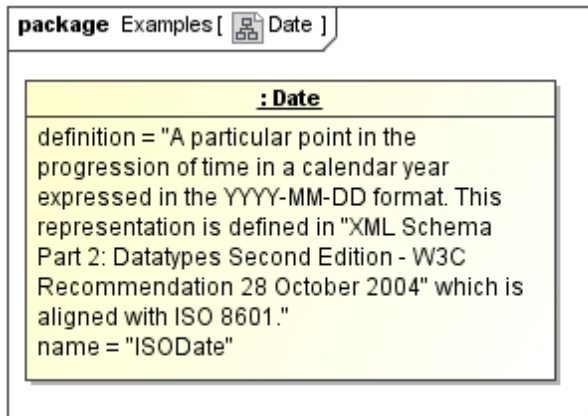 package Examples [ Date ]
: Date
definition = "A particular point in the
progression of time in a calendar year
expressed in the YYYY-MM-DD format. This
representation is defined in "XML Schema
Part 2: Datatypes Second Edition - W3C
Recommendation 28 October 2004" which is
aligned with ISO 8601."
name = "ISODate"